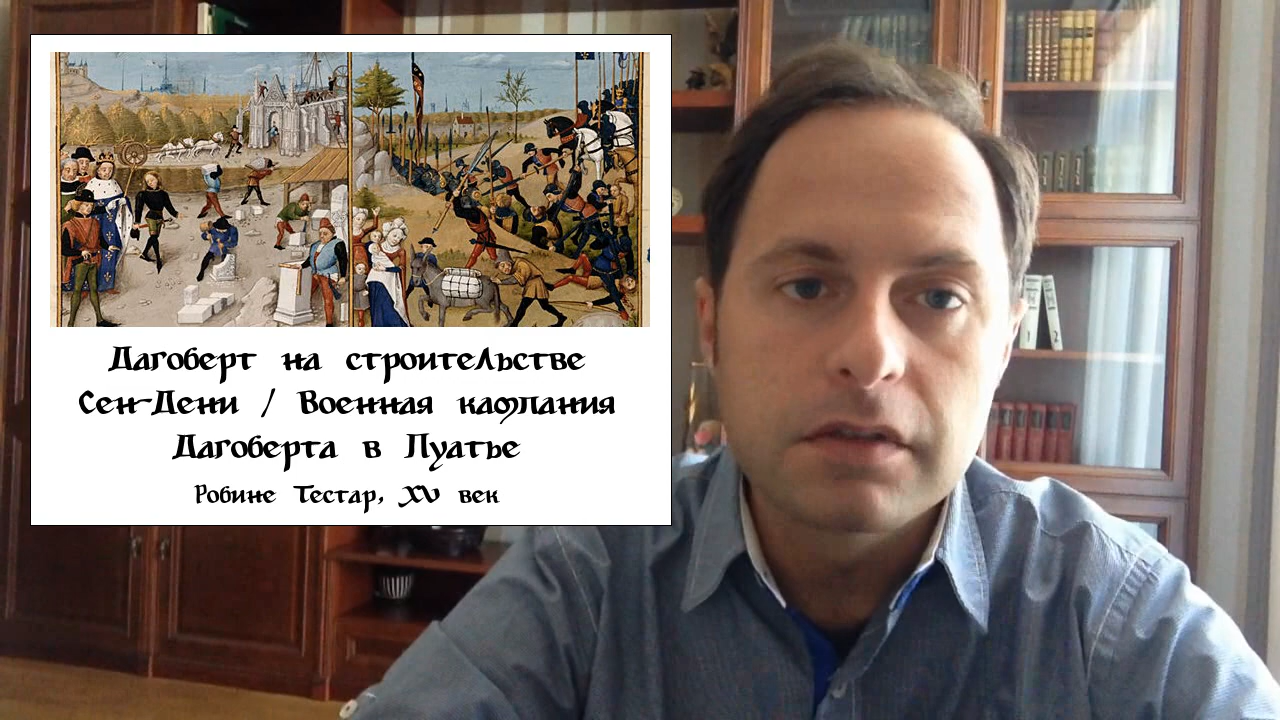 Дагоберт на строительстве
Сен-Дени / Военная кампания
Дагоберта в Пуатье
Робине Тестар, XV век